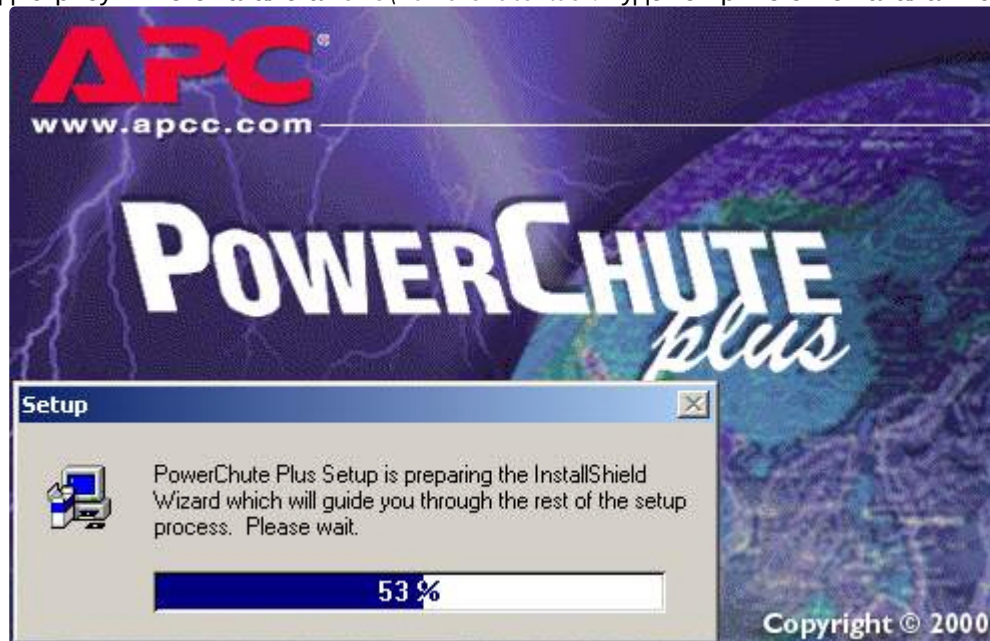 APC®
www.apcc.com
POWERCHUTE
plus
Setup
PowerChute Plus Setup is preparing the InstallShield
Wizard which will guide you through the rest of the setup
process. Please wait.
53 %
Copyright © 2000